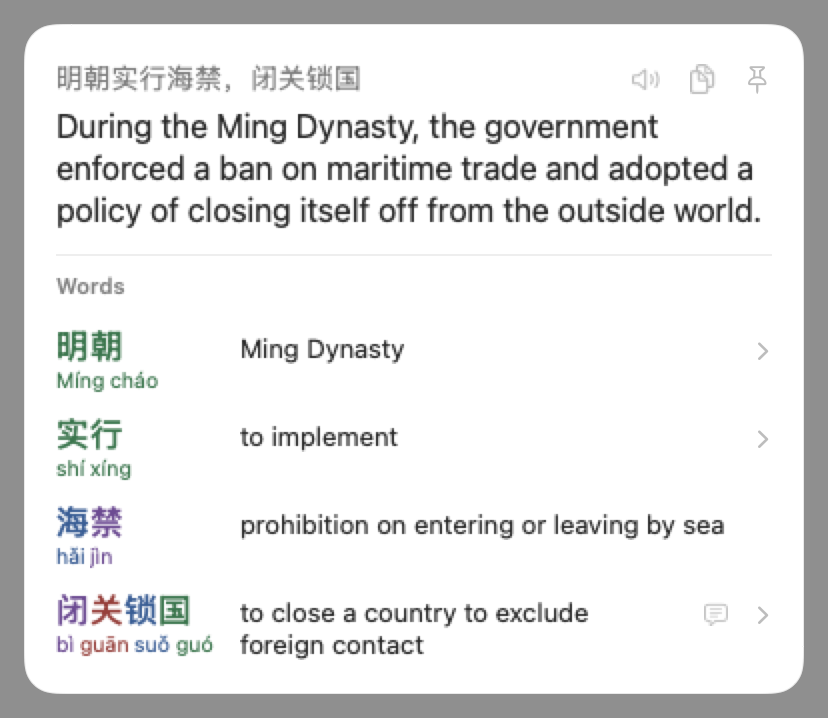 明朝实行海禁，闭关锁国
During the Ming Dynasty, the government
enforced a ban on maritime trade and adopted a
policy of closing itself off from the outside world.
Words
明朝 Ming Dynasty
Míng cháo
实行 to implement
shí xíng
海禁 prohibition on entering or leaving by sea
hǎi jìn
闭关锁国 to close a country to exclude
bì guān suǒ guó foreign contact